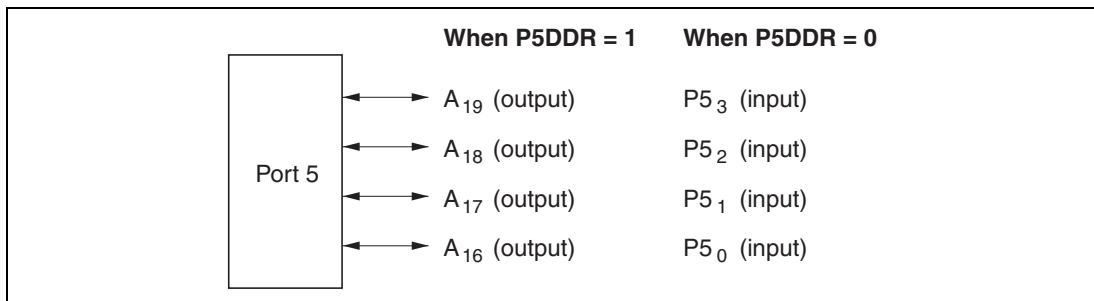 When P5DDR = 1 When P5DDR = 0
A19 (output) P53 (input)
A18 (output) P52 (input)
Port 5
A17 (output) P51 (input)
A16 (output) P50 (input)